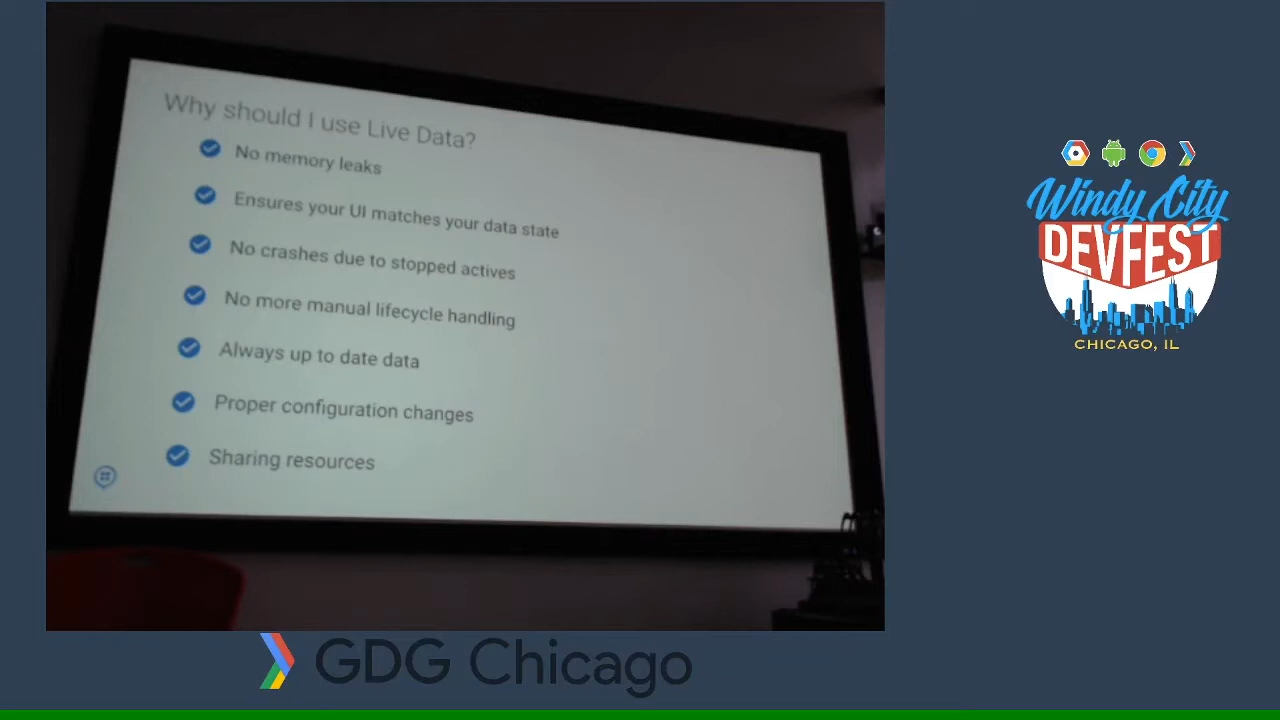 Why should I use Live Data?
No memory leaks
Ensures your UI matches your data state
No crashes due to stopped actives
No more manual lifecycle handling
Always up to date data
Proper configuration changes
Sharing resources
Windy City
DEVFEST
CHICAGO, IL
GDG Chicago